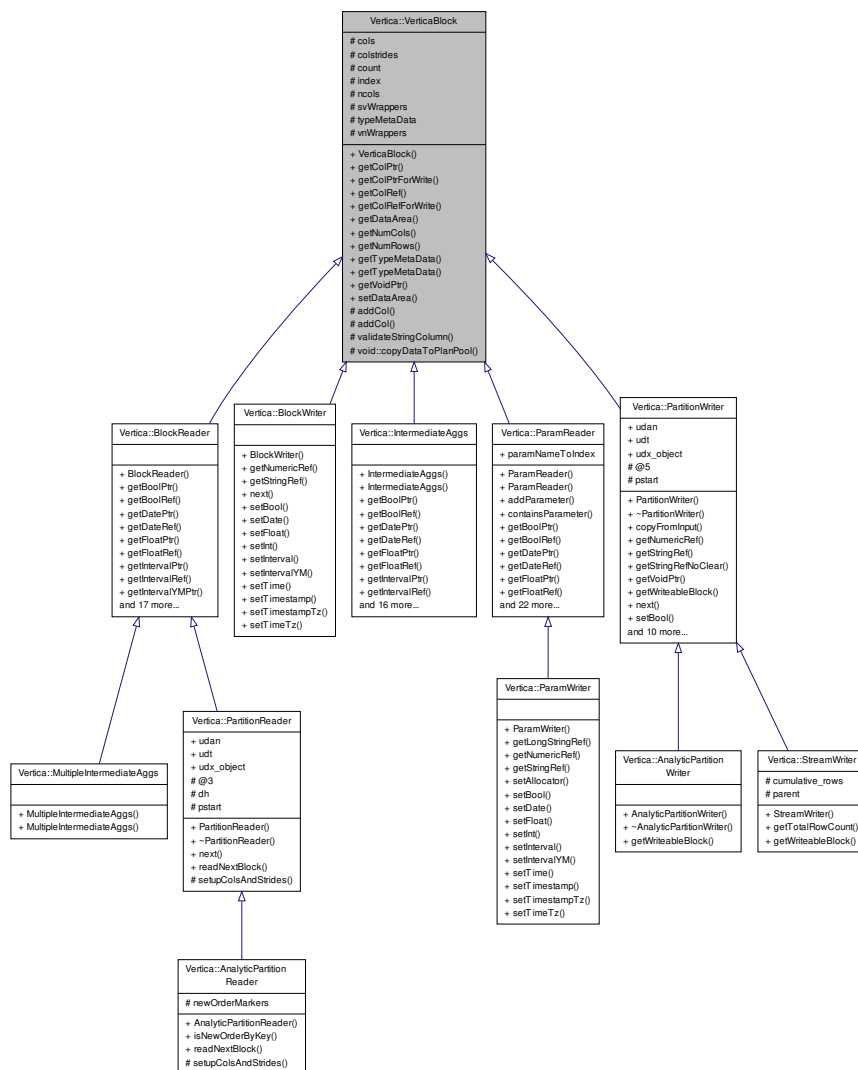 Vertica::VerticaBlock
# cols
# colstrides
# count
# index
# ncols
# svWrappers
# typeMetaData
# vnWrappers
+ VerticaBlock()
+ getColPtr()
+ getColPtrForWrite()
+ getColRef()
+ getColRefForWrite()
+ getDataArea()
+ getNumCols()
+ getNumRows()
+ getTypeMetaData()
+ getTypeMetaData()
+ getVoidPtr()
+ setDataArea()
# addCol()
# addCol()
# validateStringColumn()
# void::copyDataToPlanPool()
Vertica::BlockReader
+ BlockReader()
+ getBoolPtr()
+ getBoolRef()
+ getDatePtr()
+ getDateRef()
+ getFloatPtr()
+ getFloatRef()
+ getIntervalPtr()
+ getIntervalRef()
+ getIntervalYMPtr()
and 17 more...
Vertica::BlockWriter
+ BlockWriter()
+ getNumericRef()
+ getStringRef()
+ next()
+ setBool()
+ setDate()
+ setFloat()
+ setInt()
+ setInterval()
+ setIntervalYM()
+ setTime()
+ setTimestamp()
+ setTimestampTz()
+ setTimeTz()
Vertica::IntermediateAggs
+ IntermediateAggs()
+ IntermediateAggs()
+ getBoolPtr()
+ getBoolRef()
+ getDatePtr()
+ getDateRef()
+ getFloatPtr()
+ getFloatRef()
+ getIntervalPtr()
+ getIntervalRef()
and 16 more...
Vertica::ParamReader
+ paramNameToIndex
+ ParamReader()
+ ParamReader()
+ addParameter()
+ containsParameter()
+ getBoolPtr()
+ getBoolRef()
+ getDatePtr()
+ getDateRef()
+ getFloatPtr()
+ getFloatRef()
and 22 more...
Vertica::PartitionWriter
+ udan
+ udt
+ udx_object
# @5
# pstart
+ PartitionWriter()
+ ~PartitionWriter()
+ copyFromInput()
+ getNumericRef()
+ getStringRef()
+ getStringRefNoClear()
+ getVoidPtr()
+ getWriteableBlock()
+ next()
+ setBool()
and 10 more...
Vertica::MultipleIntermediateAggs
+ MultipleIntermediateAggs()
+ MultipleIntermediateAggs()
Vertica::PartitionReader
+ udan
+ udt
+ udx_object
# @3
# dh
# pstart
+ PartitionReader()
+ ~PartitionReader()
+ next()
+ readNextBlock()
# setupColsAndStrides()
Vertica::ParamWriter
+ ParamWriter()
+ getLongStringRef()
+ getNumericRef()
+ getStringRef()
+ setAllocator()
+ setBool()
+ setDate()
+ setFloat()
+ setInt()
+ setInterval()
+ setIntervalYM()
+ setTime()
+ setTimestamp()
+ setTimestampTz()
+ setTimeTz()
Vertica::AnalyticPartition
Writer
+ AnalyticPartitionWriter()
+ ~AnalyticPartitionWriter()
+ getWriteableBlock()
Vertica::StreamWriter
# cumulative_rows
# parent
+ StreamWriter()
+ getTotalRowCount()
+ getWriteableBlock()
Vertica::AnalyticPartition
Reader
# newOrderMarkers
+ AnalyticPartitionReader()
+ isNewOrderByKey()
+ readNextBlock()
# setupColsAndStrides()